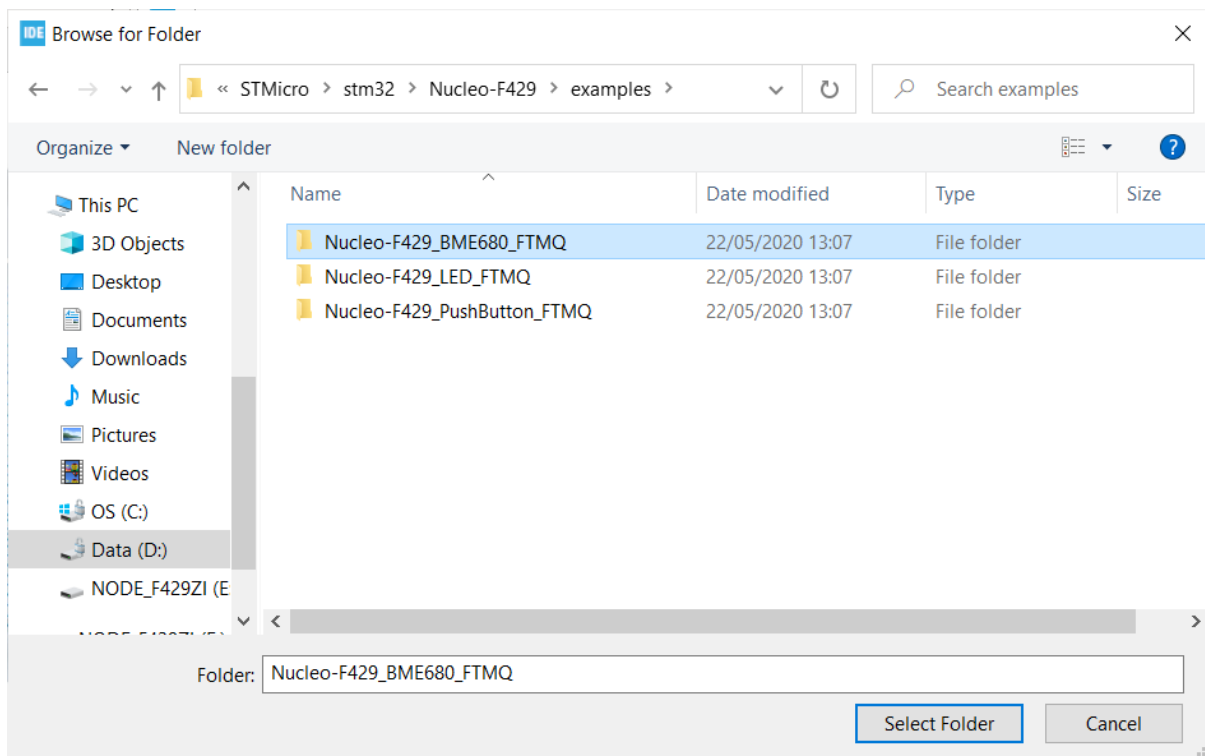 IDE Browse for Folder
« STMicro > stm32 > Nucleo-F429 > examples > Search examples
Organize New folder ?
Name Date modified Type Size
This PC
3D Objects
Desktop
Documents
Downloads
Music
Pictures
Videos
OS (C:)
Data (D:)
NODE_F429ZI (E
Nucleo-F429_BME680_FTMQ 22/05/2020 13:07 File folder
Nucleo-F429_LED_FTMQ 22/05/2020 13:07 File folder
Nucleo-F429_PushButton_FTMQ 22/05/2020 13:07 File folder
Folder: Nucleo-F429_BME680_FTMQ
Select Folder Cancel